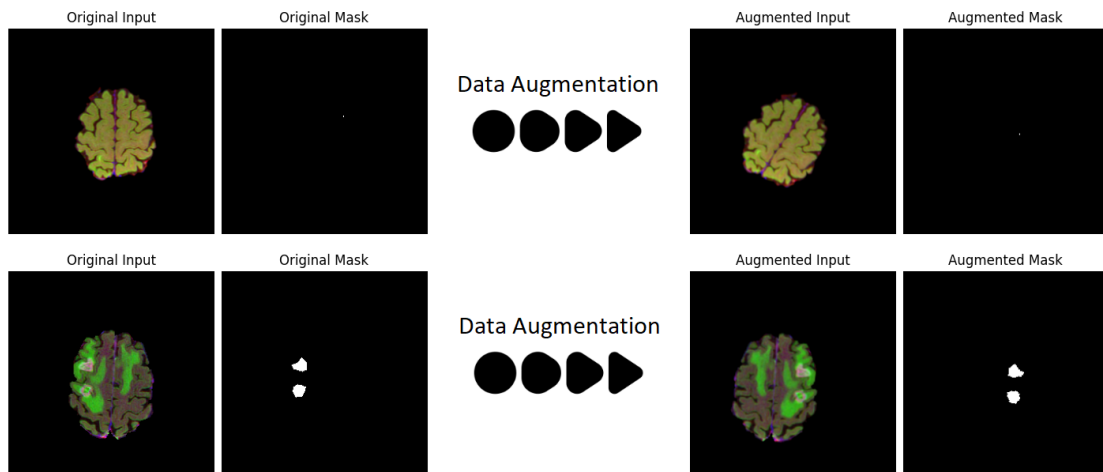 Original Input
Original Mask
Data Augmentation
Augmented Input
Augmented Mask
Original Input
Original Mask
Data Augmentation
Augmented Input
Augmented Mask